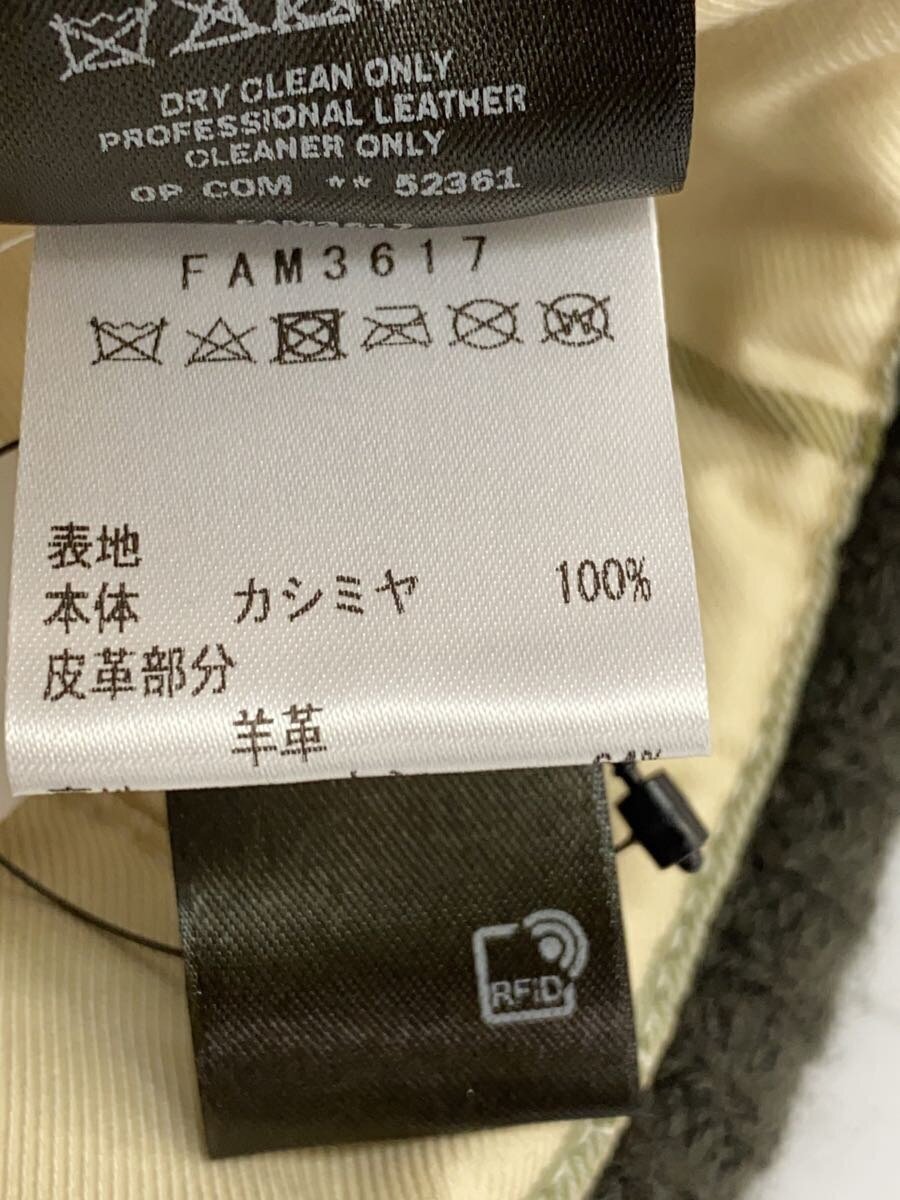 DRY CLEAN ONLY
PROFESSIONAL LEATHER
CLEANER ONLY
OP COM ** 52361
FAM3617
FAM3617
表地
本体 カシミヤ 100%
皮革部分
羊革
RFID